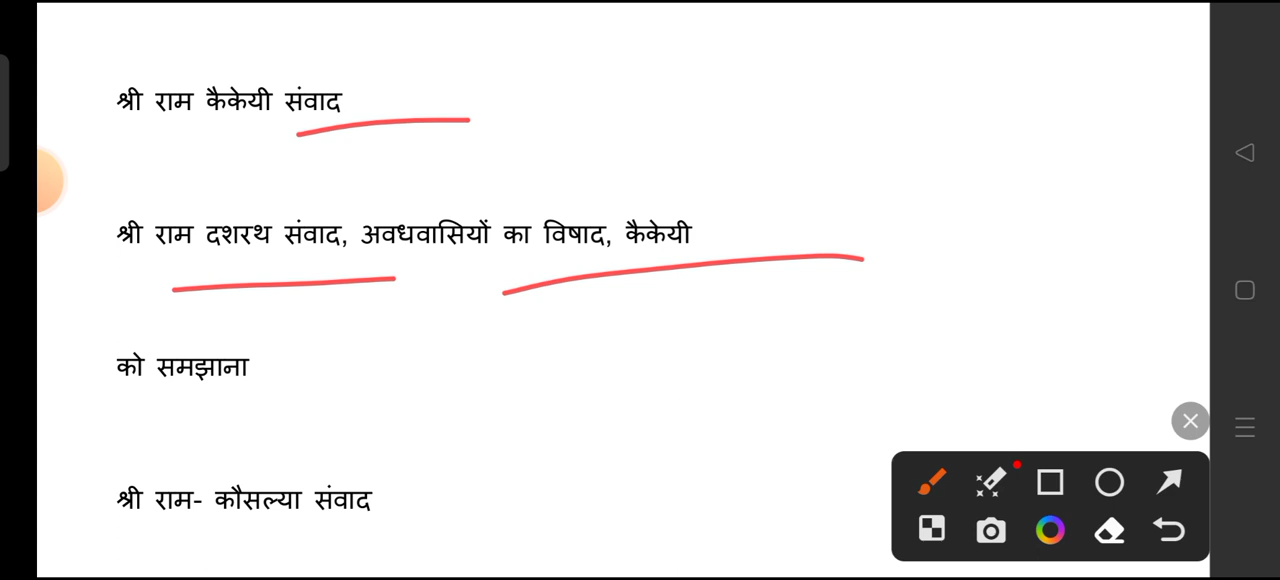 श्री राम कैकेयी संवाद
श्री राम दशरथ संवाद, अवधवासियों का विषाद, कैकेयी
को समझाना
श्री राम- कौसल्या संवाद